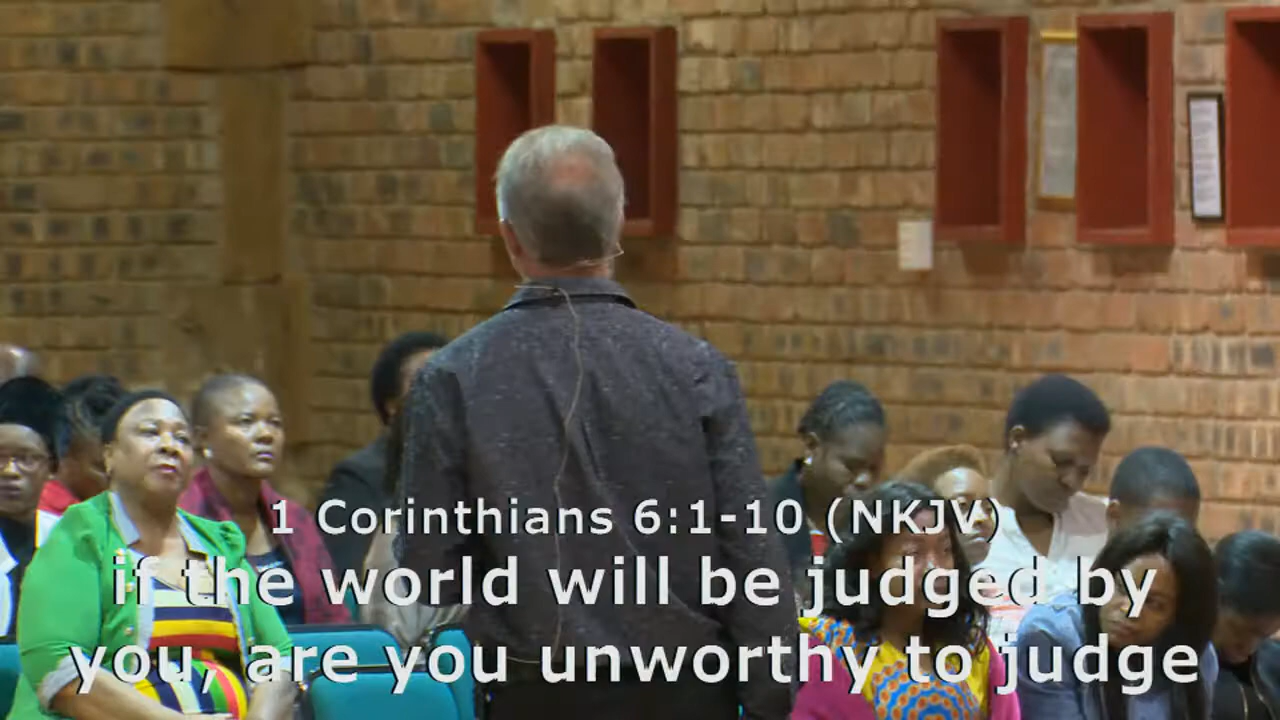 1 Corinthians 6:1-10 (NKJV)
if the world will be judged by
you, are you unworthy to judge